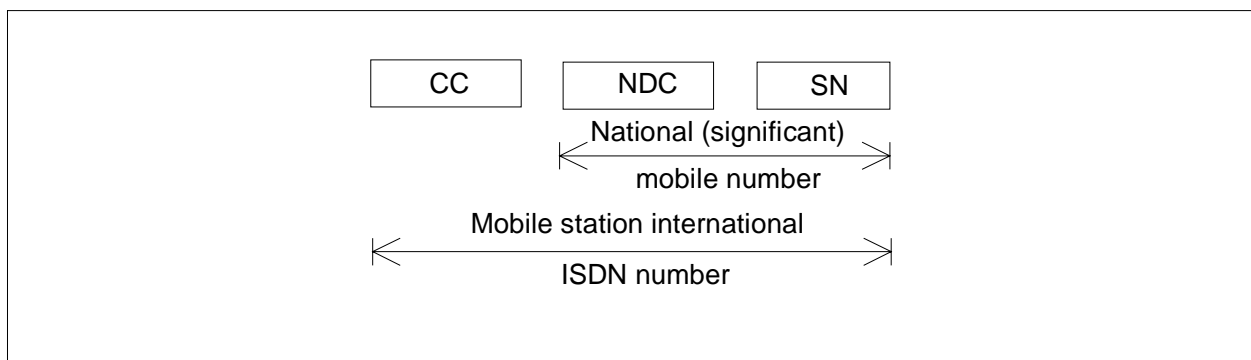 CC NDC SN
National (significant)
mobile number
Mobile station international
ISDN number